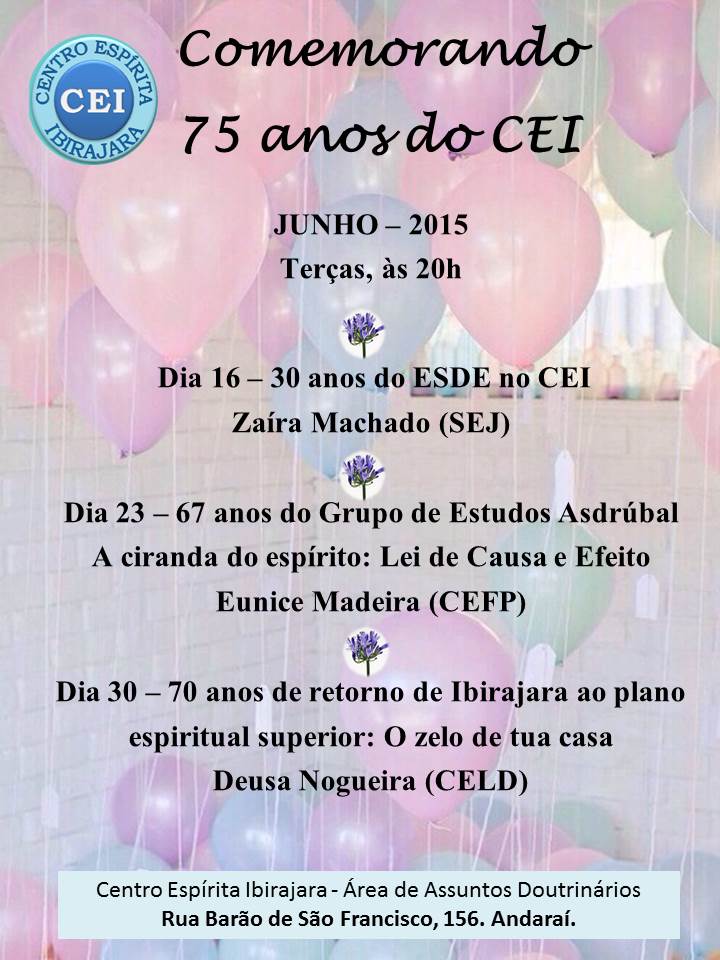 CENTRO ESPÍRITA
CEI
IBIRAJARA
Comemorando
75 anos do CEI
JUNHO – 2015
Terças, às 20h
Dia 16 – 30 anos do ESDE no CEI
Zaíra Machado (SEJ)
Dia 23 – 67 anos do Grupo de Estudos Asdrúbal
A ciranda do espírito: Lei de Causa e Efeito
Eunice Madeira (CEFP)
Dia 30 – 70 anos de retorno de Ibirajara ao plano
espiritual superior: O zelo de tua casa
Deusa Nogueira (CELD)
Centro Espírita Ibirajara - Área de Assuntos Doutrinários
Rua Barão de São Francisco, 156. Andaraí.